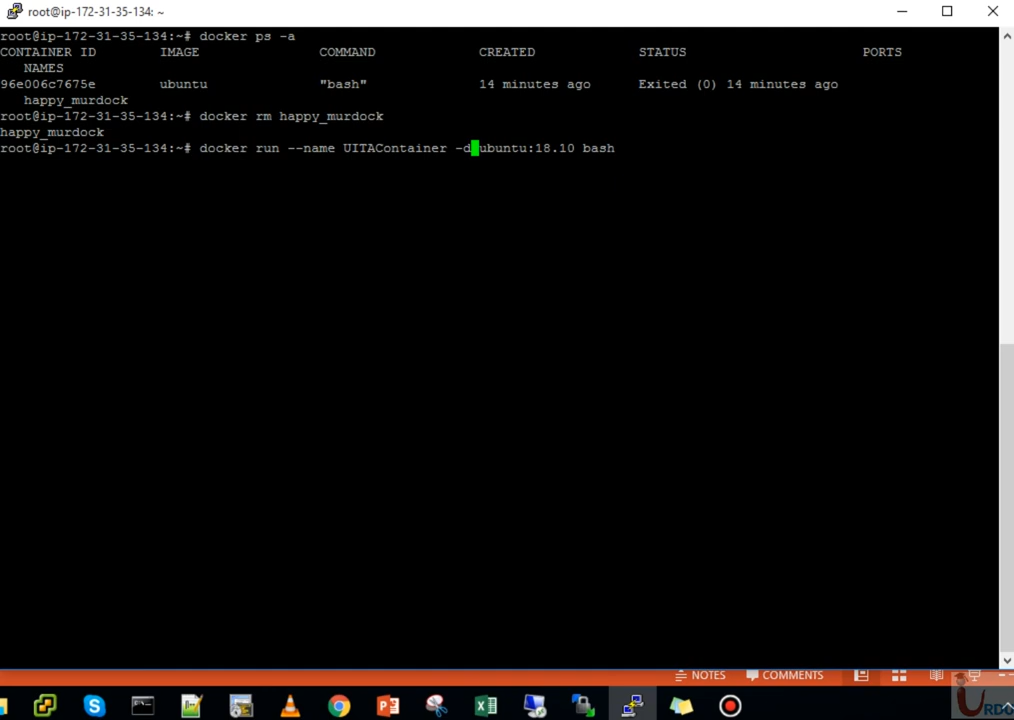 root@ip-172-31-35-134: ~
root@ip-172-31-35-134:~# docker ps -a
CONTAINER ID IMAGE COMMAND CREATED STATUS PORTS
NAMES
96e006c7675e ubuntu "bash" 14 minutes ago Exited (0) 14 minutes ago
happy_murdock
root@ip-172-31-35-134:~# docker rm happy_murdock
happy_murdock
root@ip-172-31-35-134:~# docker run --name UITAContainer -d ubuntu:18.10 bash
NOTES COMMENTS
URDU